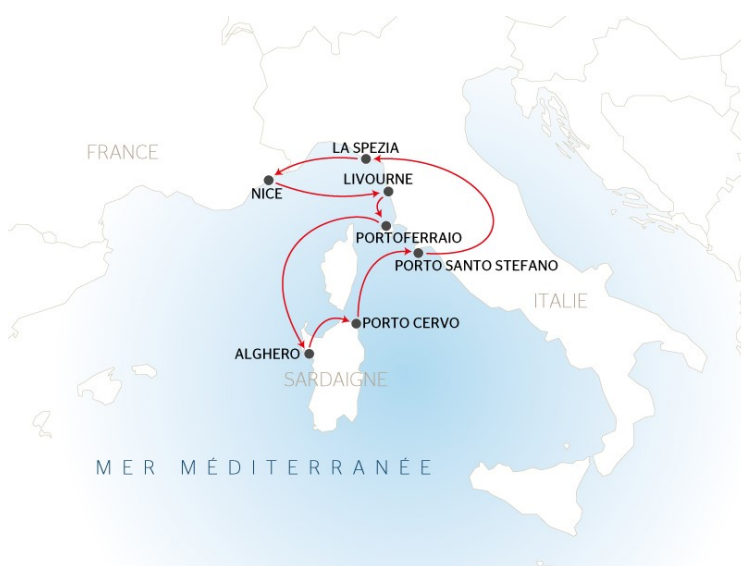 LA SPEZIA
FRANCE
LIVOURNE
NICE
PORTOFERRAIO
PORTO SANTO STEFANO
ITALIE
PORTO CERVO
ALGHERO
SARDAIGNE
MER MÉDITERRANÉE